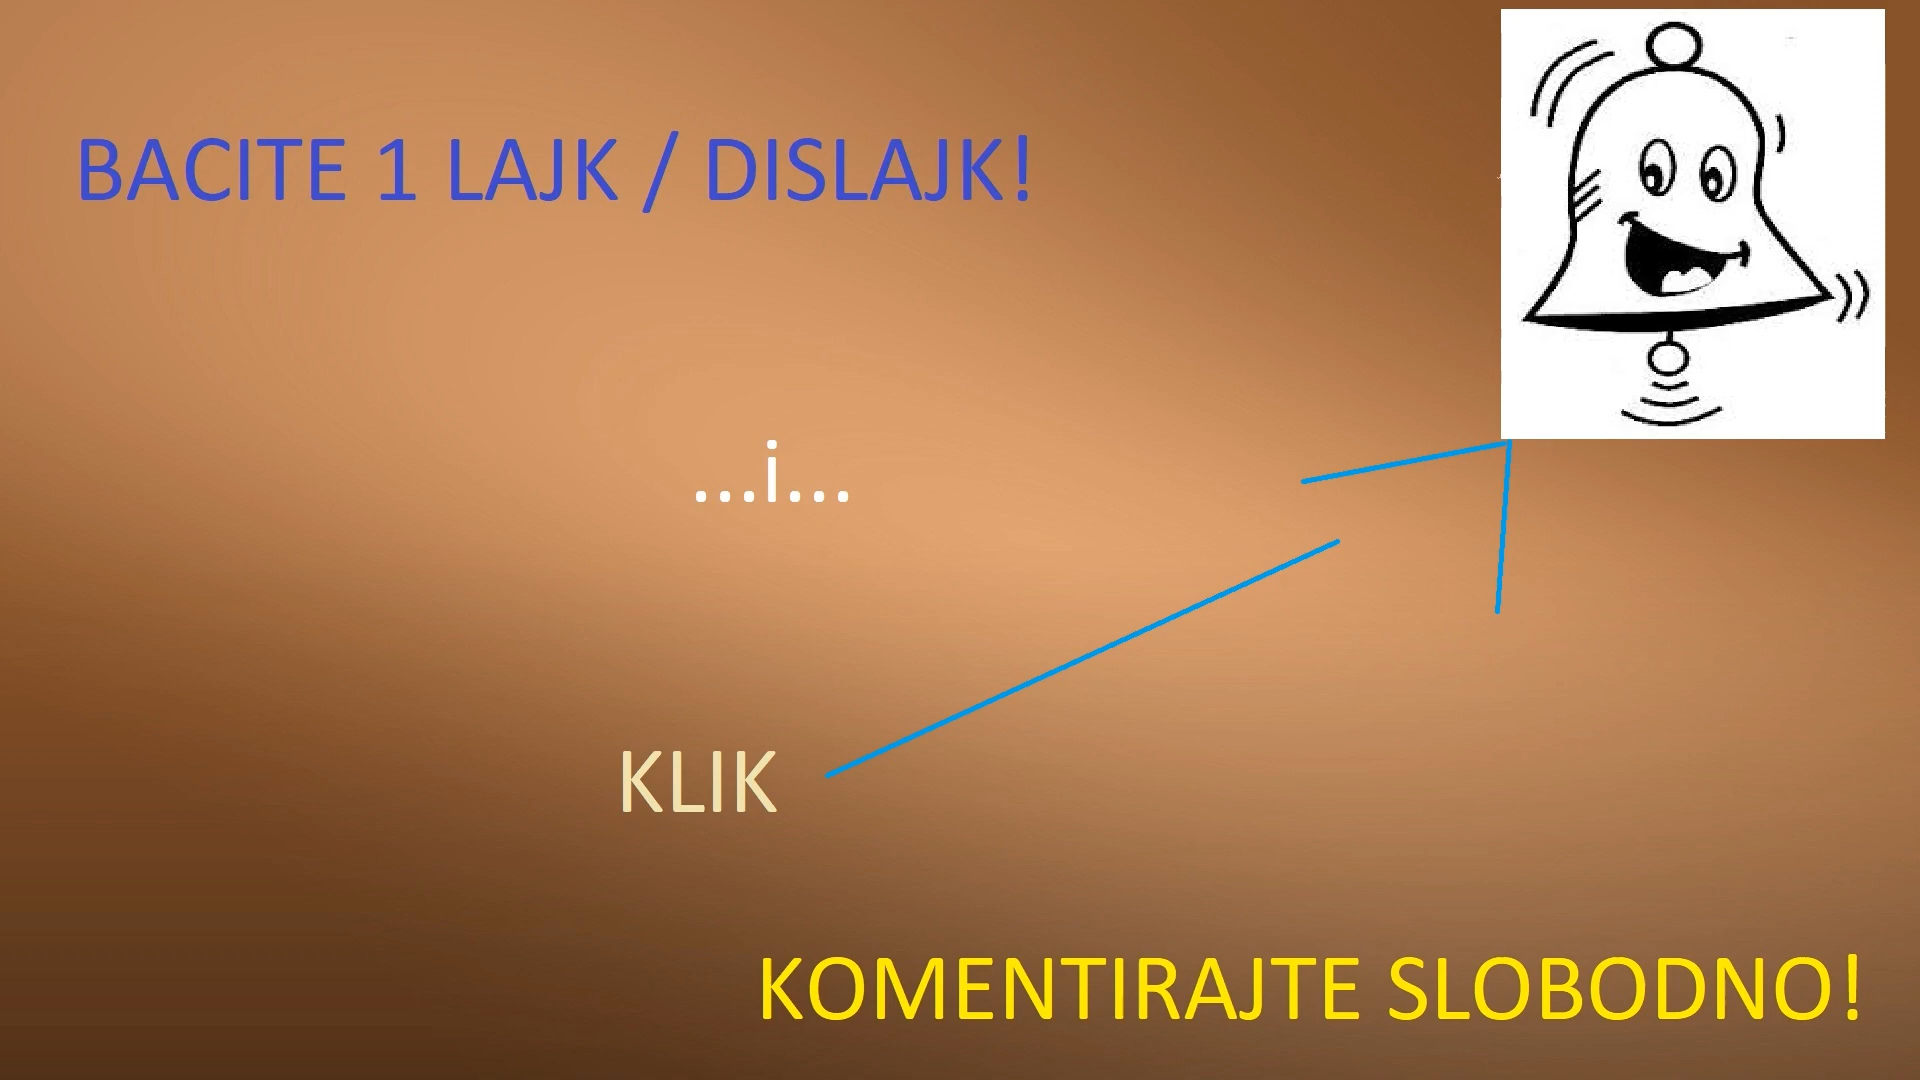 BACITE 1 LAJK / DISLAJK!
...i...
KLIK
KOMENTIRAJTE SLOBODNO!